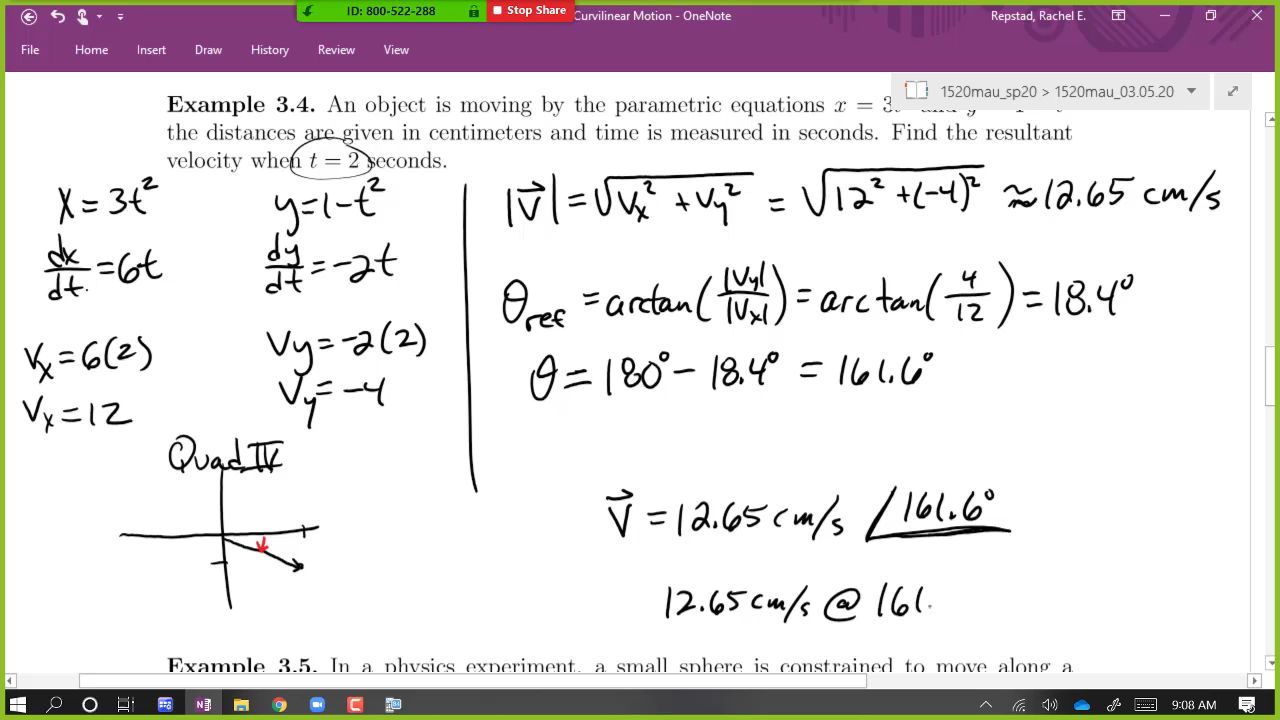 ID: 800-522-288
Stop Share
Curvilinear Motion - OneNote
Repstad, Rachel E.
File Home Insert Draw History Review View
1520mau_sp20 > 1520mau_03.05.20
Example 3.4. An object is moving by the parametric equations x = 3
the distances are given in centimeters and time is measured in seconds. Find the resultant
velocity when t = 2 seconds.
x = 3t²
dx/dt = 6t
Vx = 6(2)
Vx = 12
y = 1 - t²
dy/dt = -2t
Vy = -2(2)
Vy = -4
Quad IV
|V⃗| = √(Vx² + Vy²) = √(12² + (-4)²) ≈ 12.65 cm/s
θref = arctan(|Vy|/|Vx|) = arctan(4/12) = 18.4°
θ = 180° - 18.4° = 161.6°
V⃗ = 12.65 cm/s ∠161.6°
12.65 cm/s @ 161.
Example 3.5. In a physics experiment, a small sphere is constrained to move along a
9:08 AM